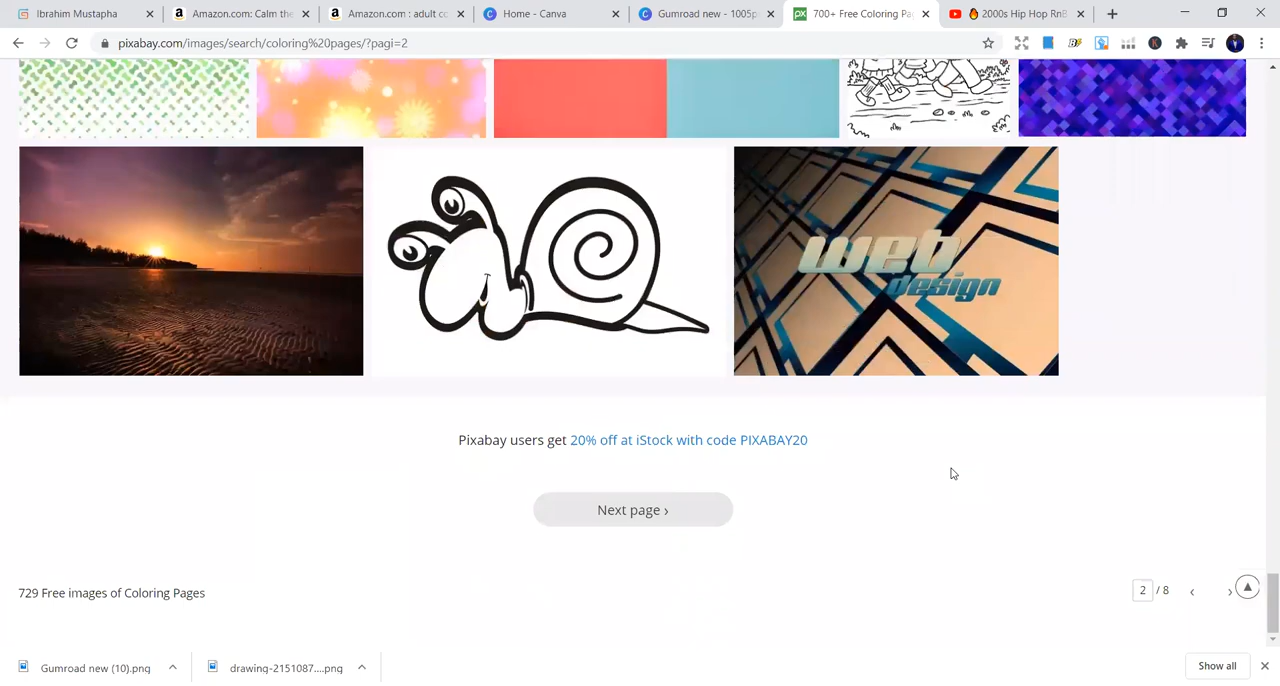 Ibrahim Mustapha
Amazon.com: Calm the
Amazon.com : adult co
Home - Canva
Gumroad new - 1005p
700+ Free Coloring Pa
2000s Hip Hop RnB
pixabay.com/images/search/coloring%20pages/?pagi=2
web
design
Pixabay users get 20% off at iStock with code PIXABAY20
Next page ›
729 Free images of Coloring Pages
2 / 8 ‹ ›
Gumroad new (10).png
drawing-2151087....png
Show all